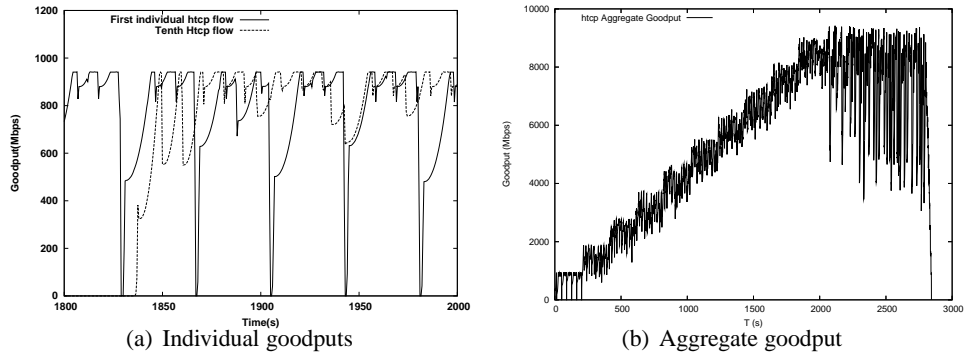 First individual htcp flow
Tenth Htcp flow
Goodput(Mbps)
1200
1000
800
600
400
200
0
1800
1850
1900
1950
2000
Time(s)
(a) Individual goodputs
htcp Aggregate Goodput
Goodput (Mbps)
10000
8000
6000
4000
2000
0
0
500
1000
1500
2000
2500
3000
T (s)
(b) Aggregate goodput